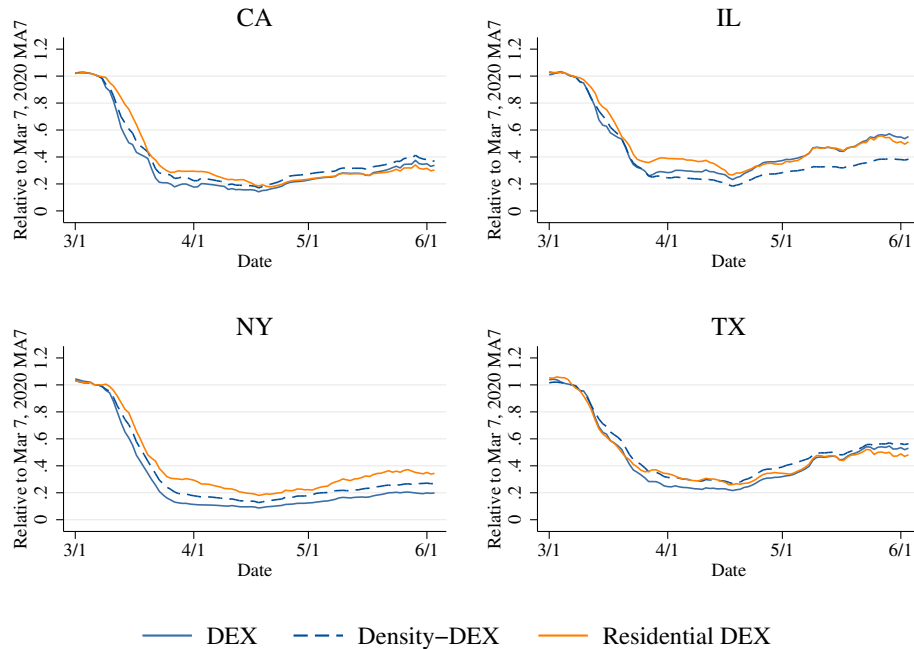 CA
Relative to Mar 7, 2020 MA7
0 .2 .4 .6 .8 1 1.2
3/1 4/1 5/1 6/1
Date
IL
Relative to Mar 7, 2020 MA7
0 .2 .4 .6 .8 1 1.2
3/1 4/1 5/1 6/1
Date
NY
Relative to Mar 7, 2020 MA7
0 .2 .4 .6 .8 1 1.2
3/1 4/1 5/1 6/1
Date
TX
Relative to Mar 7, 2020 MA7
0 .2 .4 .6 .8 1 1.2
3/1 4/1 5/1 6/1
Date
DEX Density−DEX Residential DEX